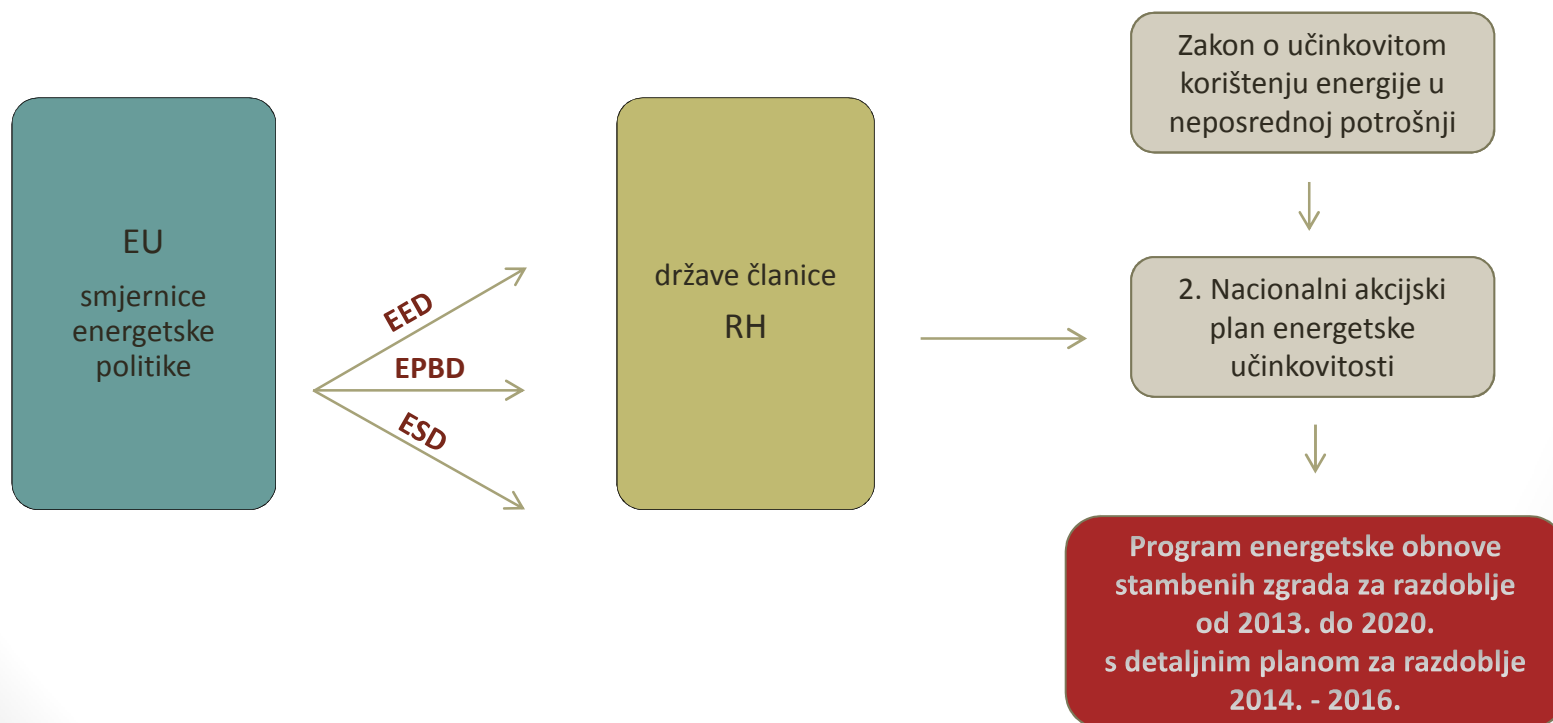 EU
smjernice
energetske
politike
EED
EPBD
ESD
države članice
RH
Zakon o učinkovitom
korištenju energije u
neposrednoj potrošnji
2. Nacionalni akcijski
plan energetske
učinkovitosti
Program energetske obnove
stambenih zgrada za razdoblje
od 2013. do 2020.
s detaljnim planom za razdoblje
2014. - 2016.